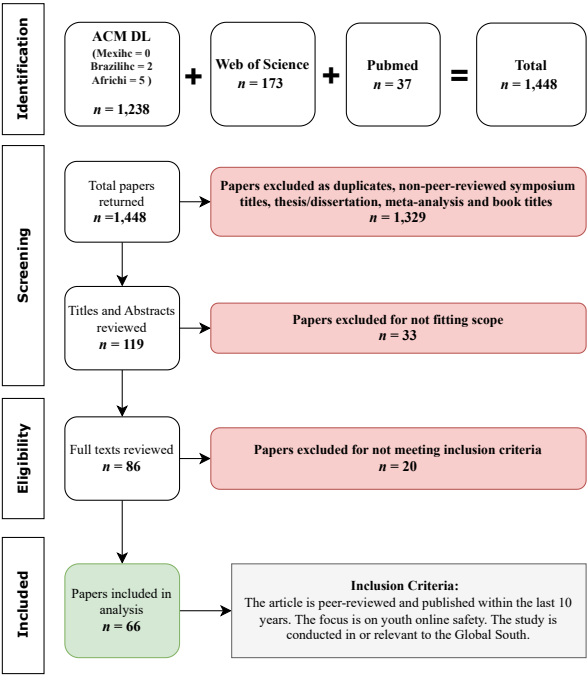 Identification
ACM DL
(Mexihc = 0
Brazilihc = 2
Africhi = 5 )
n = 1,238
+
Web of Science
n = 173
+
Pubmed
n = 37
=
Total
n = 1,448
Screening
Total papers
returned
n =1,448
Papers excluded as duplicates, non-peer-reviewed symposium
titles, thesis/dissertation, meta-analysis and book titles
n = 1,329
Titles and Abstracts
reviewed
n = 119
Papers excluded for not fitting scope
n = 33
Eligibility
Full texts reviewed
n = 86
Papers excluded for not meeting inclusion criteria
n = 20
Included
Papers included in
analysis
n = 66
Inclusion Criteria:
The article is peer-reviewed and published within the last 10
years. The focus is on youth online safety. The study is
conducted in or relevant to the Global South.